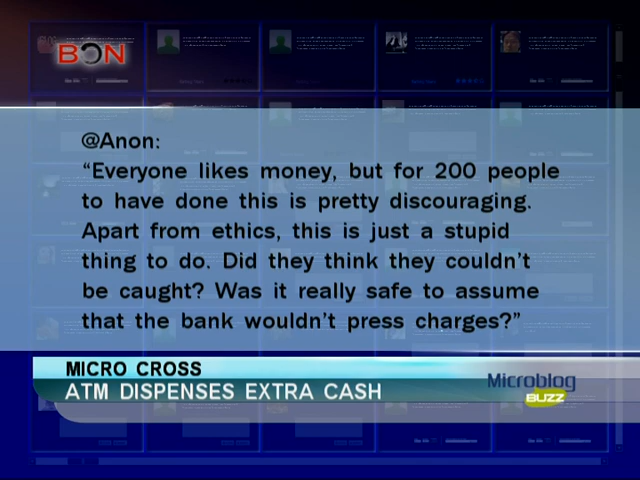 BON
@Anon:
“Everyone likes money, but for 200 people
to have done this is pretty discouraging.
Apart from ethics, this is just a stupid
thing to do. Did they think they couldn't
be caught? Was it really safe to assume
that the bank wouldn't press charges?”
MICRO CROSS
ATM DISPENSES EXTRA CASH
Microblog
BUZZ